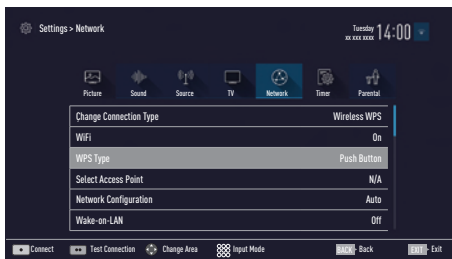 Settings > Network
Tuesday 14:00
xx xxx xxxx
Picture Sound Source TV Network Timer Parental
Change Connection Type Wireless WPS
WiFi On
WPS Type Push Button
Select Access Point N/A
Network Configuration Auto
Wake-on-LAN Off
Connect Test Connection Change Area Input Mode BACK - Back EXIT - Exit